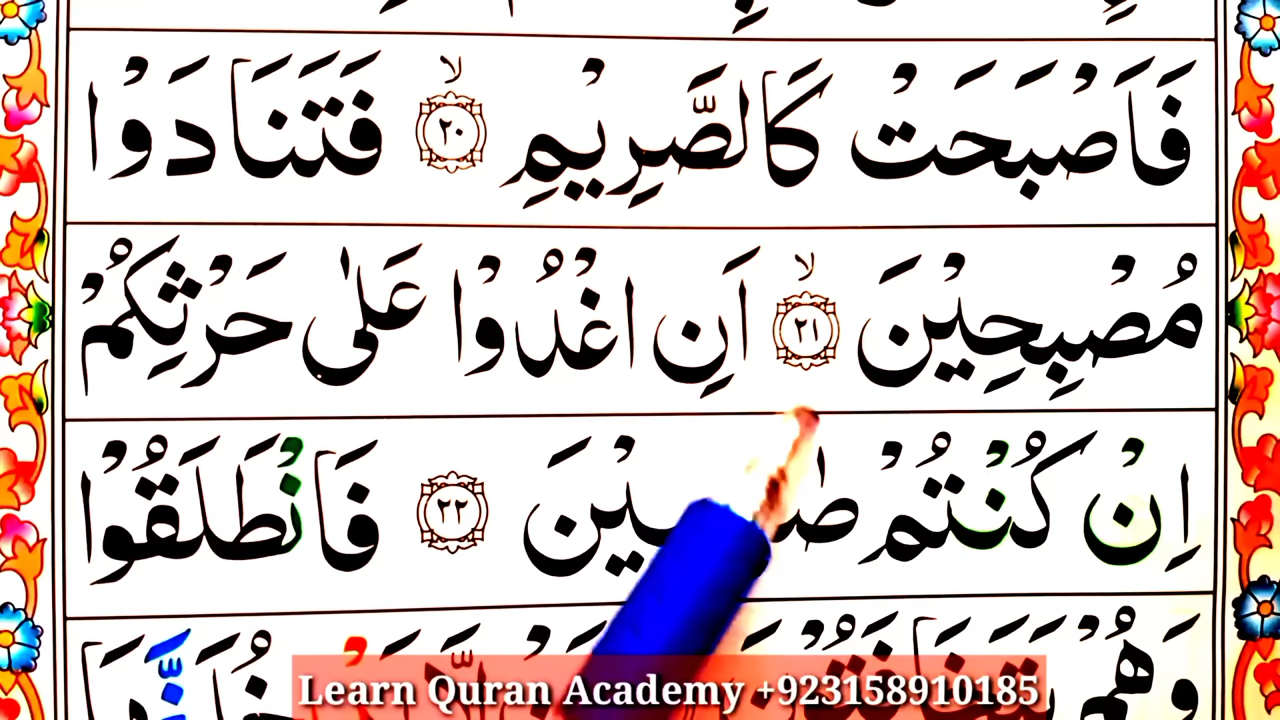 فَاَصْبَحَتْ كَالصَّرِيْمِ ۙ ٢٠ فَتَنَادَوْا
مُصْبِحِيْنَ ۙ ٢١ اَنِ اغْدُوْا عَلٰى حَرْثِكُمْ
اِنْ كُنْتُمْ ٢٢ فَانْطَلَقُوْا
وَهُمْ
Learn Quran Academy +923158910185